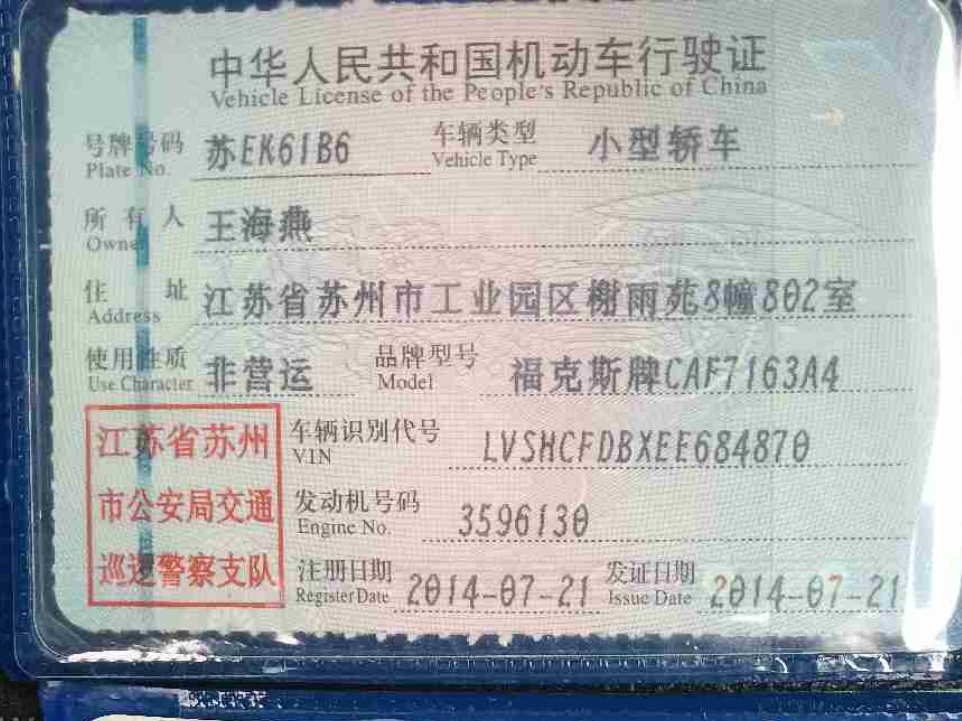 中华人民共和国机动车行驶证
Vehicle License of the People's Republic of China
号牌号码 苏EK61B6 车辆类型 小型轿车
Plate No. Vehicle Type
所有人 王海燕
Owner
住址 江苏省苏州市工业园区榭雨苑8幢802室
Address
使用性质 非营运 品牌型号 福克斯牌CAF7163A4
Use Character Model
江苏省苏州 车辆识别代号 LVSHCFDBXEE684870
VIN
市公安局交通 发动机号码 3596130
Engine No.
巡逻警察支队 注册日期 2014-07-21 发证日期 2014-07-21
Register Date Issue Date